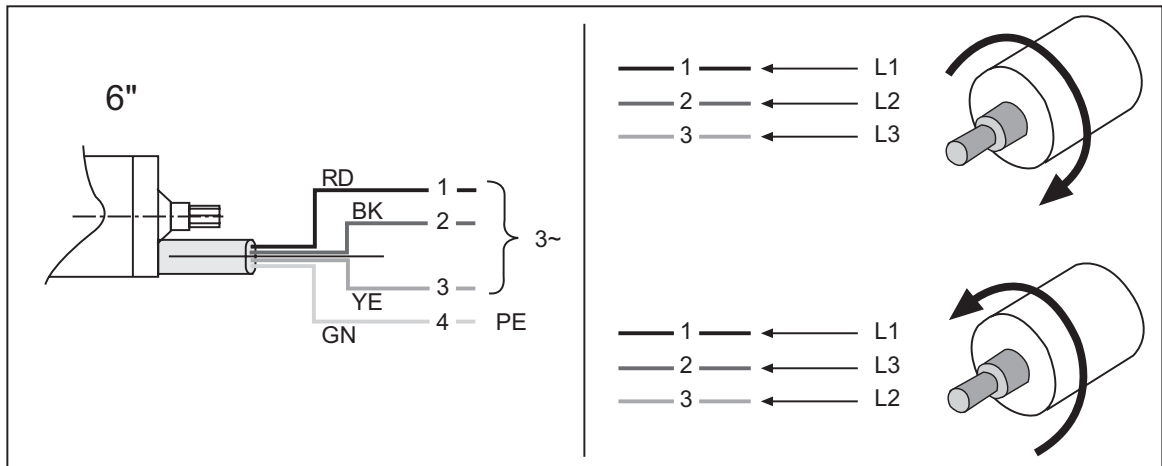 6"
RD 1
BK 2
3~
YE 3
GN 4 PE
1 L1
2 L2
3 L3
1 L1
2 L3
3 L2